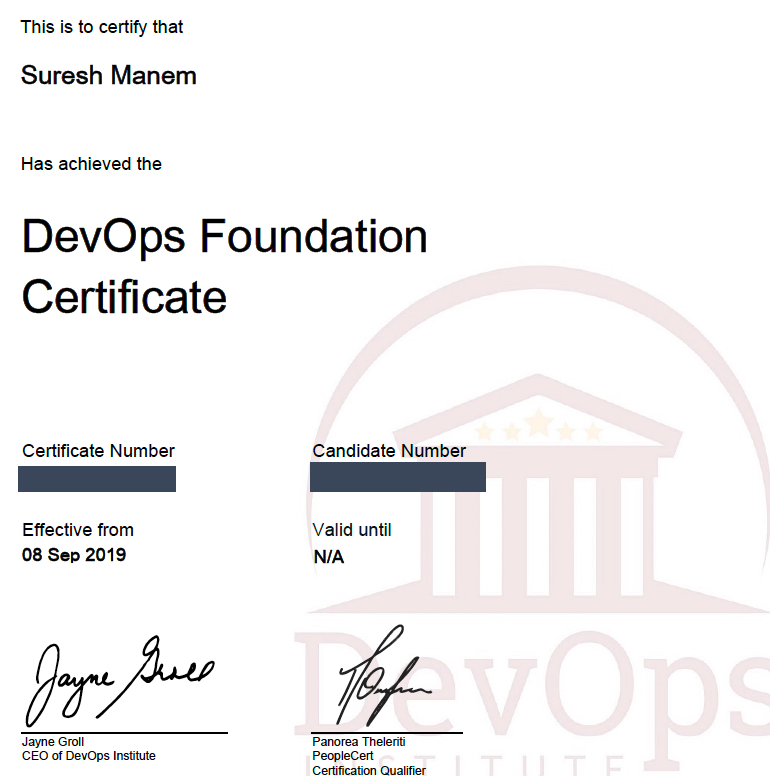 This is to certify that
Suresh Manem
Has achieved the
DevOps Foundation
Certificate
Certificate Number
Candidate Number
Effective from
Valid until
08 Sep 2019
N/A
Jayne Groll
Jayne Groll
CEO of DevOps Institute
Panorea Theleriti
PeopleCert
Certification Qualifier
DevOps
INSTITUTE